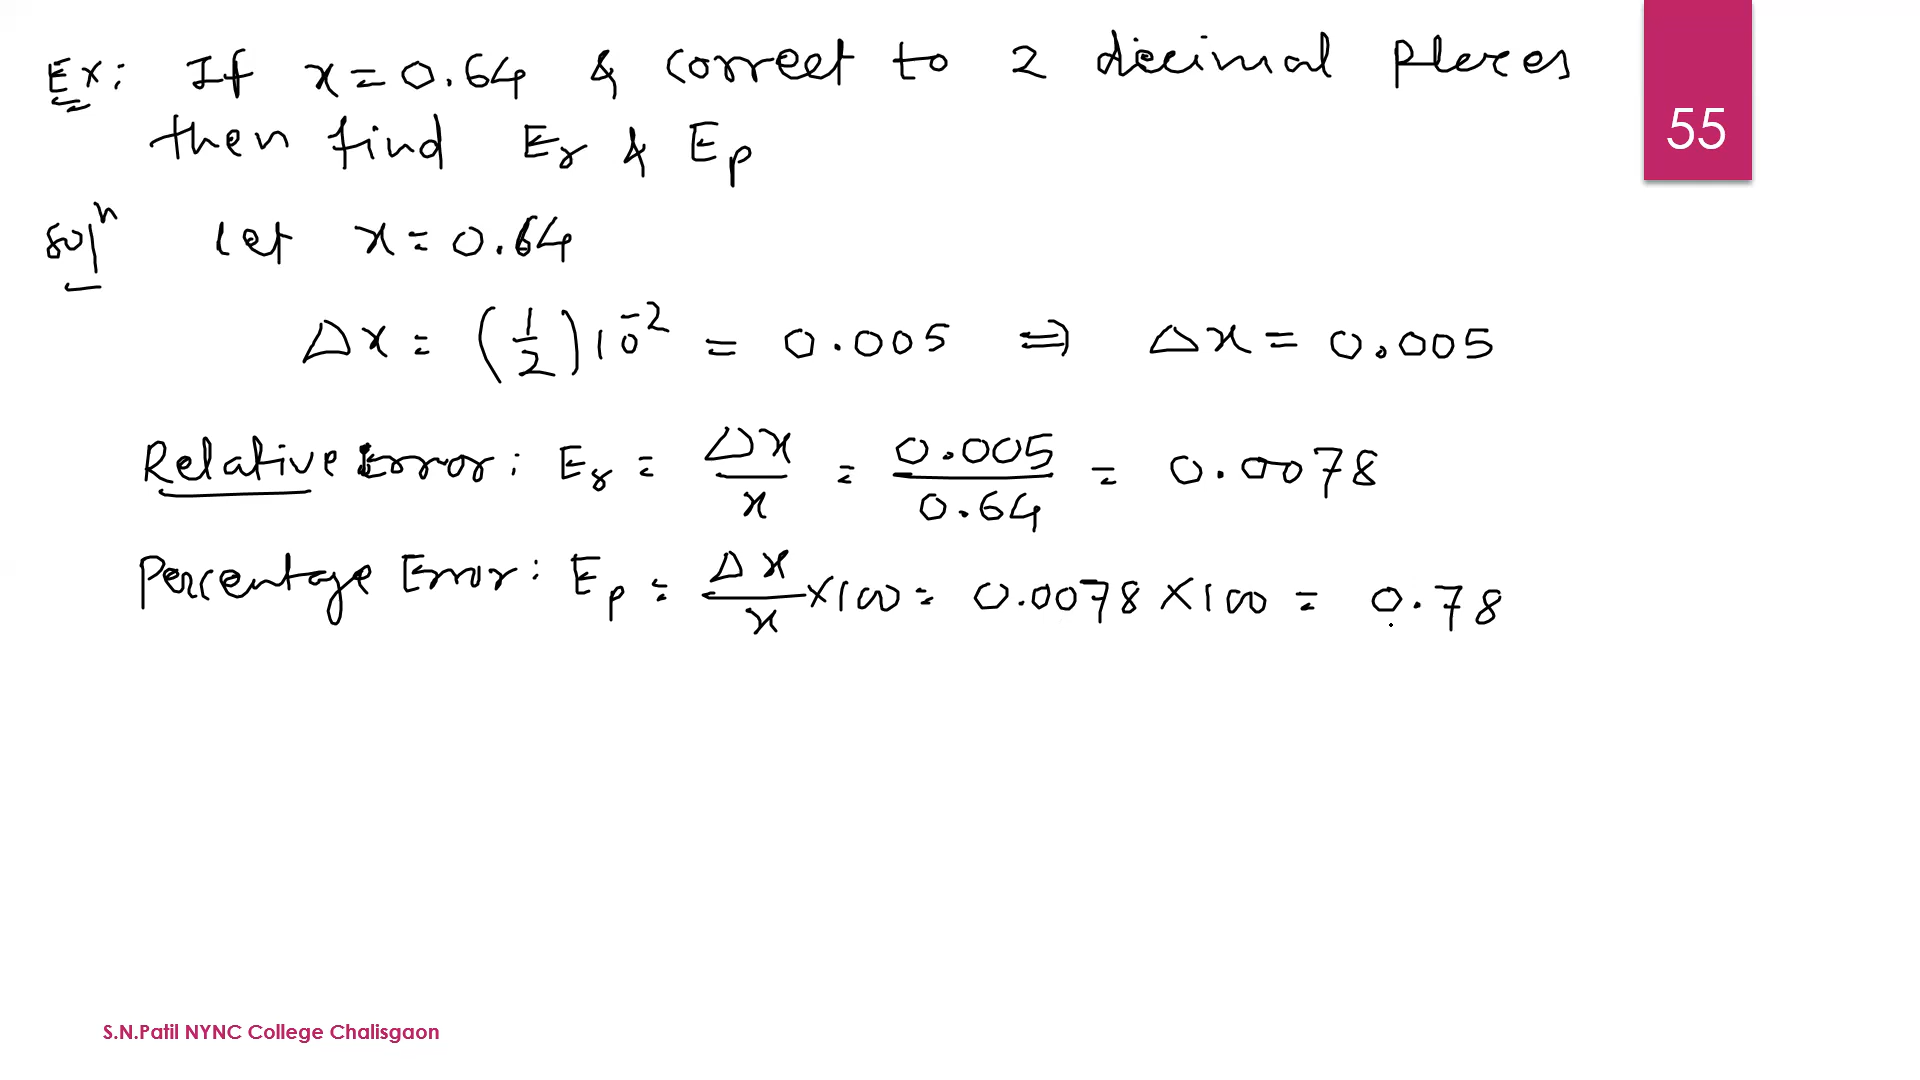 Ex: If x = 0.64 & correct to 2 decimal places
55
then find Er & Ep
solⁿ let x = 0.64
Δx = (1/2)10⁻² = 0.005 ⇒ Δx = 0.005
Relative Error: Er = Δx/x = 0.005/0.64 = 0.0078
Percentage Error: Ep = Δx/x × 100 = 0.0078 × 100 = 0.78
S.N.Patil NYNC College Chalisgaon